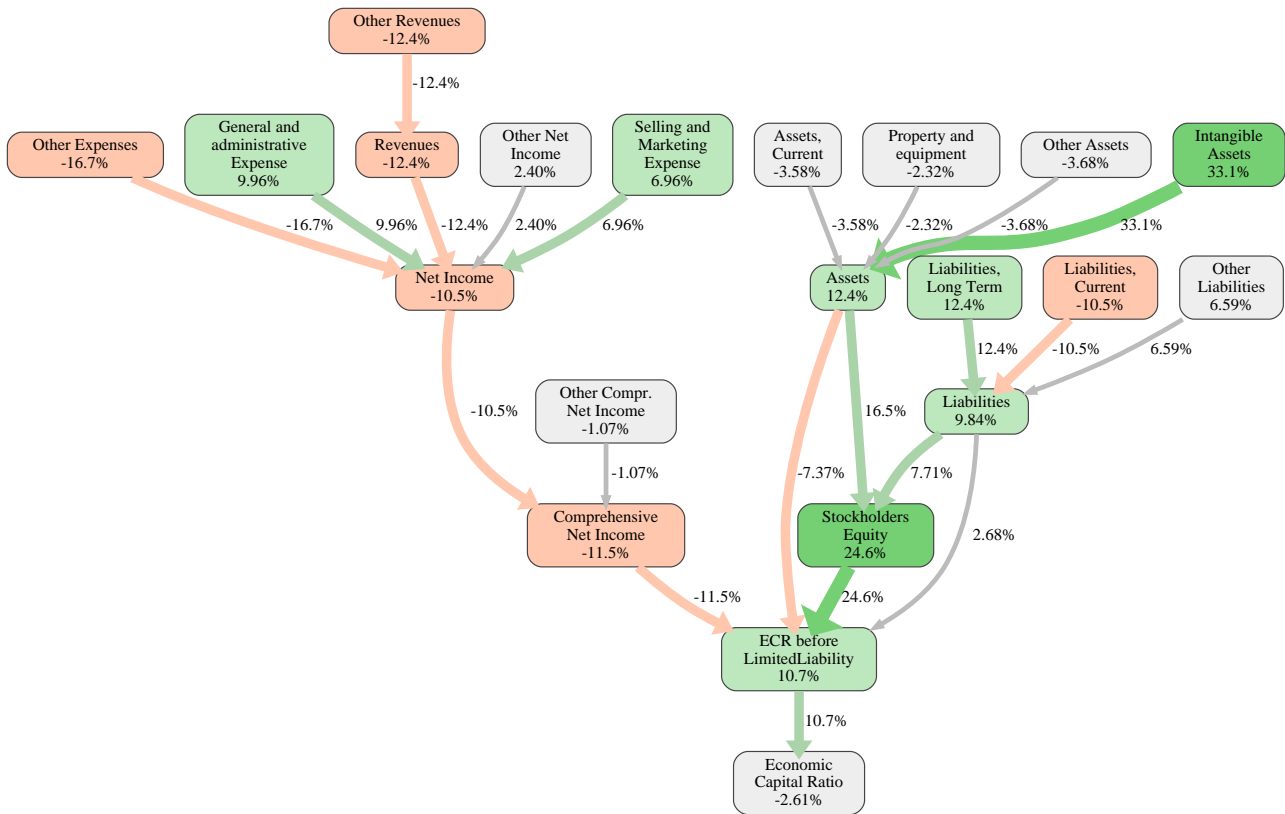 Other Revenues
-12.4%
-12.4%
Other Expenses
-16.7%
General and
administrative
Expense
9.96%
Revenues
-12.4%
Other Net
Income
2.40%
Selling and
Marketing
Expense
6.96%
Assets,
Current
-3.58%
Property and
equipment
-2.32%
Other Assets
-3.68%
Intangible
Assets
33.1%
-16.7%
9.96%
-12.4%
2.40%
6.96%
-3.58%
-2.32%
-3.68%
33.1%
Net Income
-10.5%
Assets
12.4%
Liabilities,
Long Term
12.4%
Liabilities,
Current
-10.5%
Other
Liabilities
6.59%
12.4%
-10.5%
6.59%
-10.5%
Other Compr.
Net Income
-1.07%
16.5%
Liabilities
9.84%
-1.07%
-7.37%
7.71%
Comprehensive
Net Income
-11.5%
Stockholders
Equity
24.6%
2.68%
-11.5%
24.6%
ECR before
LimitedLiability
10.7%
10.7%
Economic
Capital Ratio
-2.61%